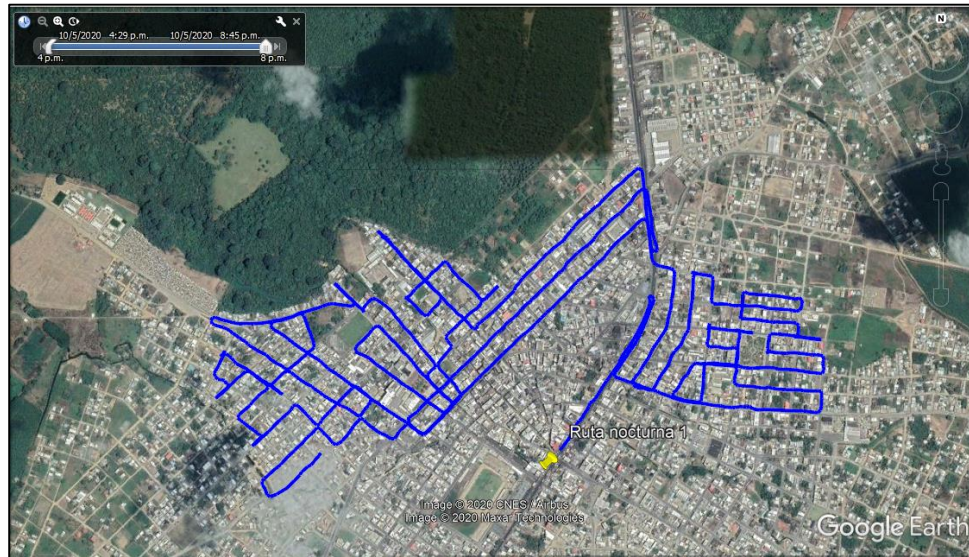 10/5/2020   4:29 p.m.   10/5/2020   8:45 p.m.
4 p.m.   8 p.m.
N
Ruta nocturna 1
Image © 2020 CNES / Airbus
Image © 2020 Maxar Technologies
Google Earth